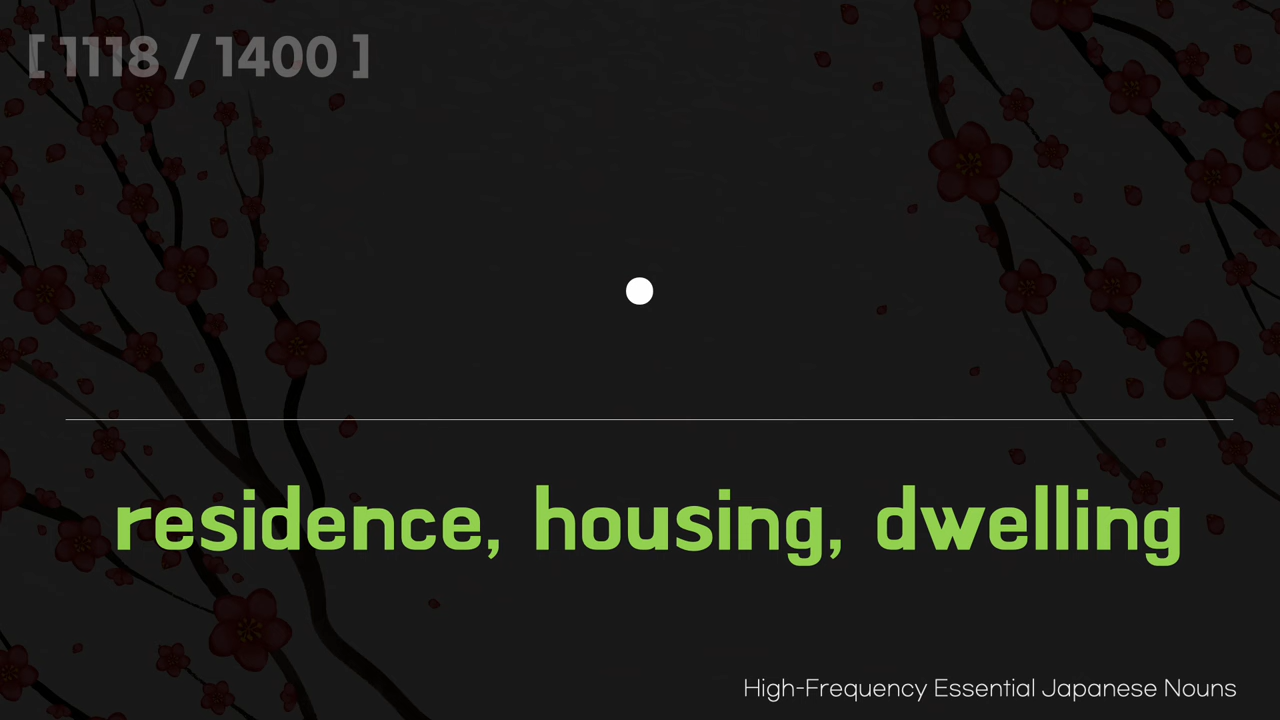 [ 1118 / 1400 ]
residence, housing, dwelling
High-Frequency Essential Japanese Nouns